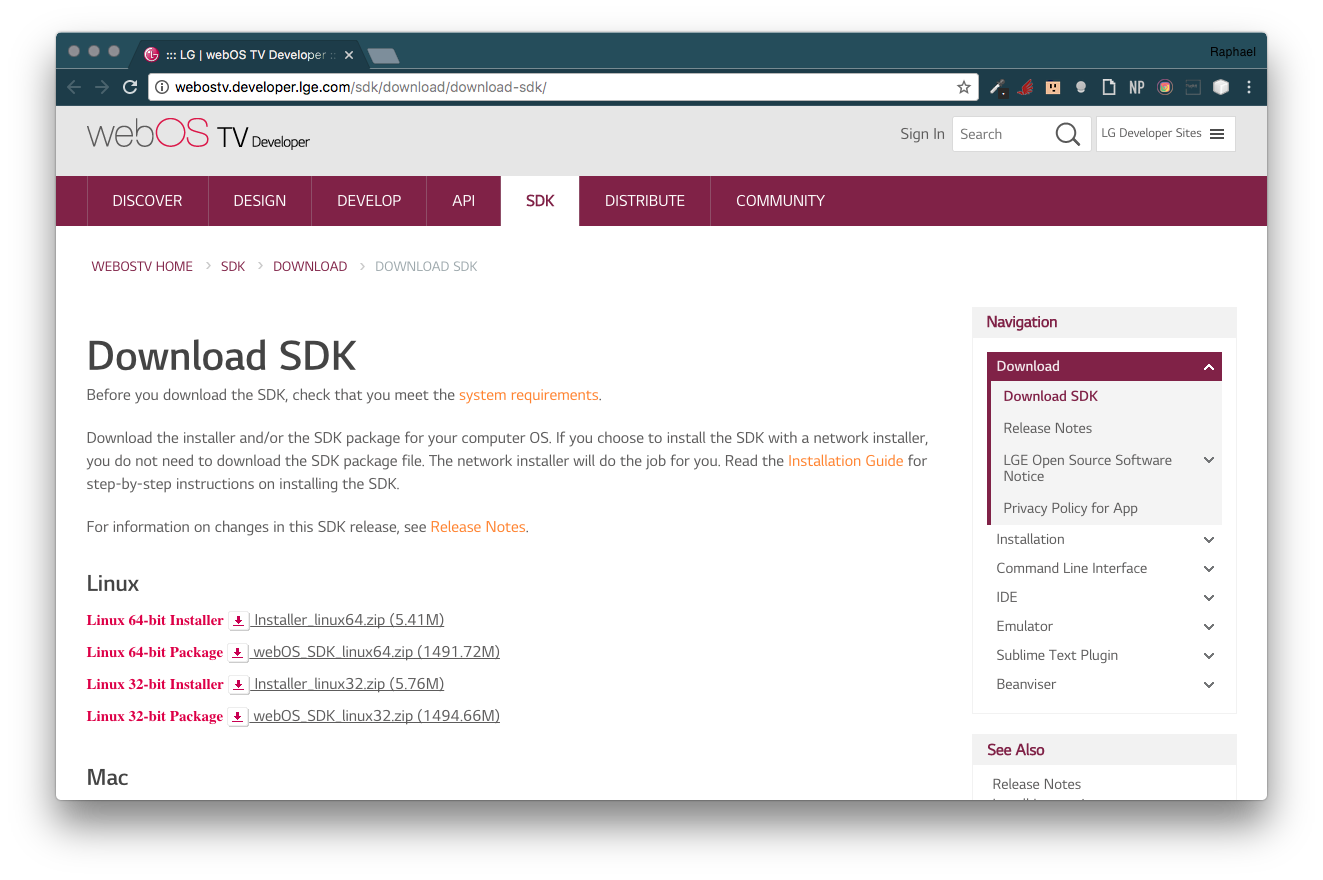 ::: LG | webOS TV Developer ::
Raphael
webostv.developer.lge.com/sdk/download/download-sdk/
NP
webOS TV Developer
Sign In
Search
LG Developer Sites
DISCOVER
DESIGN
DEVELOP
API
SDK
DISTRIBUTE
COMMUNITY
WEBOSTV HOME > SDK > DOWNLOAD > DOWNLOAD SDK
Download SDK
Before you download the SDK, check that you meet the system requirements.
Download the installer and/or the SDK package for your computer OS. If you choose to install the SDK with a network installer,
you do not need to download the SDK package file. The network installer will do the job for you. Read the Installation Guide for
step-by-step instructions on installing the SDK.
For information on changes in this SDK release, see Release Notes.
Linux
Linux 64-bit Installer Installer_linux64.zip (5.41M)
Linux 64-bit Package webOS_SDK_linux64.zip (1491.72M)
Linux 32-bit Installer Installer_linux32.zip (5.76M)
Linux 32-bit Package webOS_SDK_linux32.zip (1494.66M)
Mac
Navigation
Download
Download SDK
Release Notes
LGE Open Source Software
Notice
Privacy Policy for App
Installation
Command Line Interface
IDE
Emulator
Sublime Text Plugin
Beanviser
See Also
Release Notes